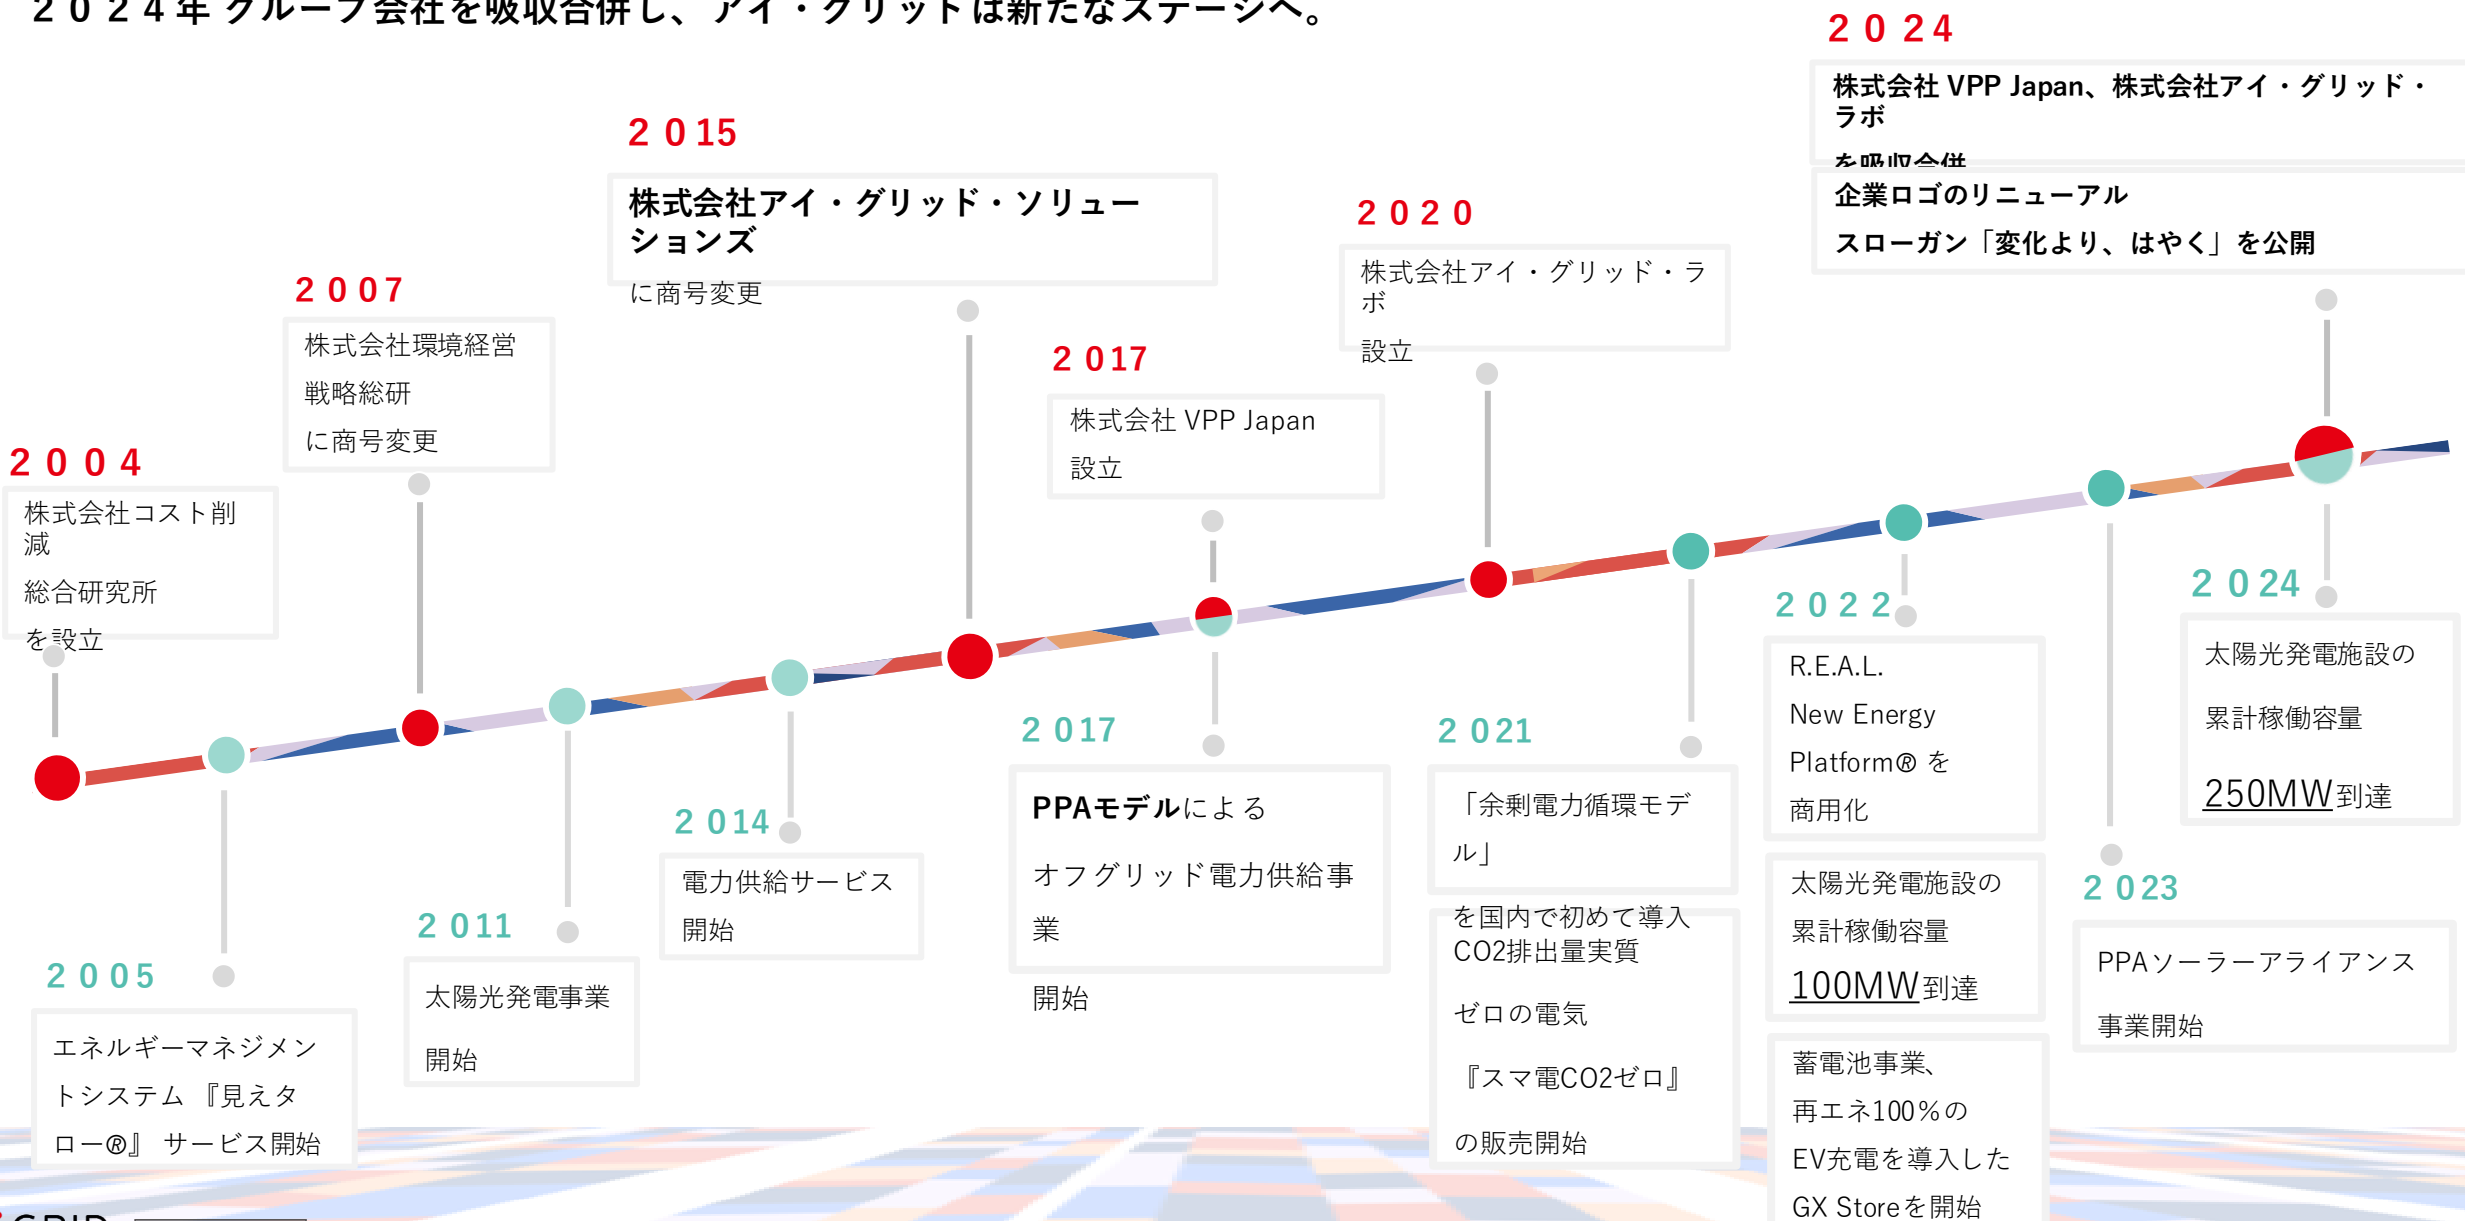 2024年 グループ会社を吸収合併し、アイ・グリッドは新たなステージへ。
2024
株式会社 VPP Japan、株式会社アイ・グリッド・
ラボ
を吸収合併
企業ロゴのリニューアル
スローガン「変化より、はやく」を公開
2015
株式会社アイ・グリッド・ソリュー
ションズ
に商号変更
2020
株式会社アイ・グリッド・ラ
ボ
設立
2007
株式会社環境経営
戦略総研
に商号変更
2017
株式会社 VPP Japan
設立
2004
株式会社コスト削
減
総合研究所
を設立
2005
エネルギーマネジメン
トシステム 『見えタ
ロー®』 サービス開始
2011
太陽光発電事業
開始
2014
電力供給サービス
開始
2017
PPAモデルによる
オフグリッド電力供給事
業
開始
2021
「余剰電力循環モデ
ル」
を国内で初めて導入
CO2排出量実質
ゼロの電気
『スマ電CO2ゼロ』
の販売開始
2022
R.E.A.L.
New Energy
Platform® を
商用化
太陽光発電施設の
累計稼働容量
100MW到達
蓄電池事業、
再エネ100%の
EV充電を導入した
GX Storeを開始
2023
PPAソーラーアライアンス
事業開始
2024
太陽光発電施設の
累計稼働容量
250MW到達
GRID